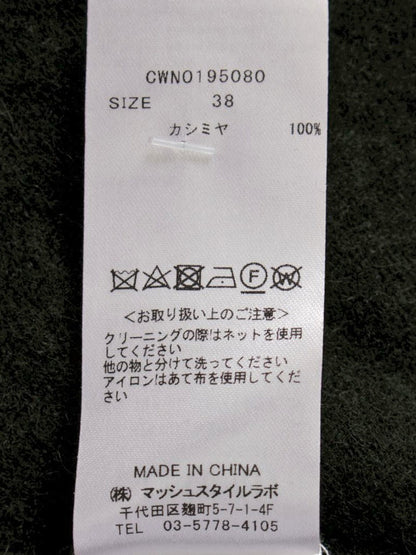 CWNO195080
SIZE 38
カシミヤ 100%
F W
＜お取り扱い上のご注意＞
クリーニングの際はネットを使用
してください
他の物と分けて洗ってください
アイロンはあて布を使用してくだ
さい
MADE IN CHINA
(株) マッシュスタイルラボ
千代田区麹町5-7-1-4F
TEL 03-5778-4105